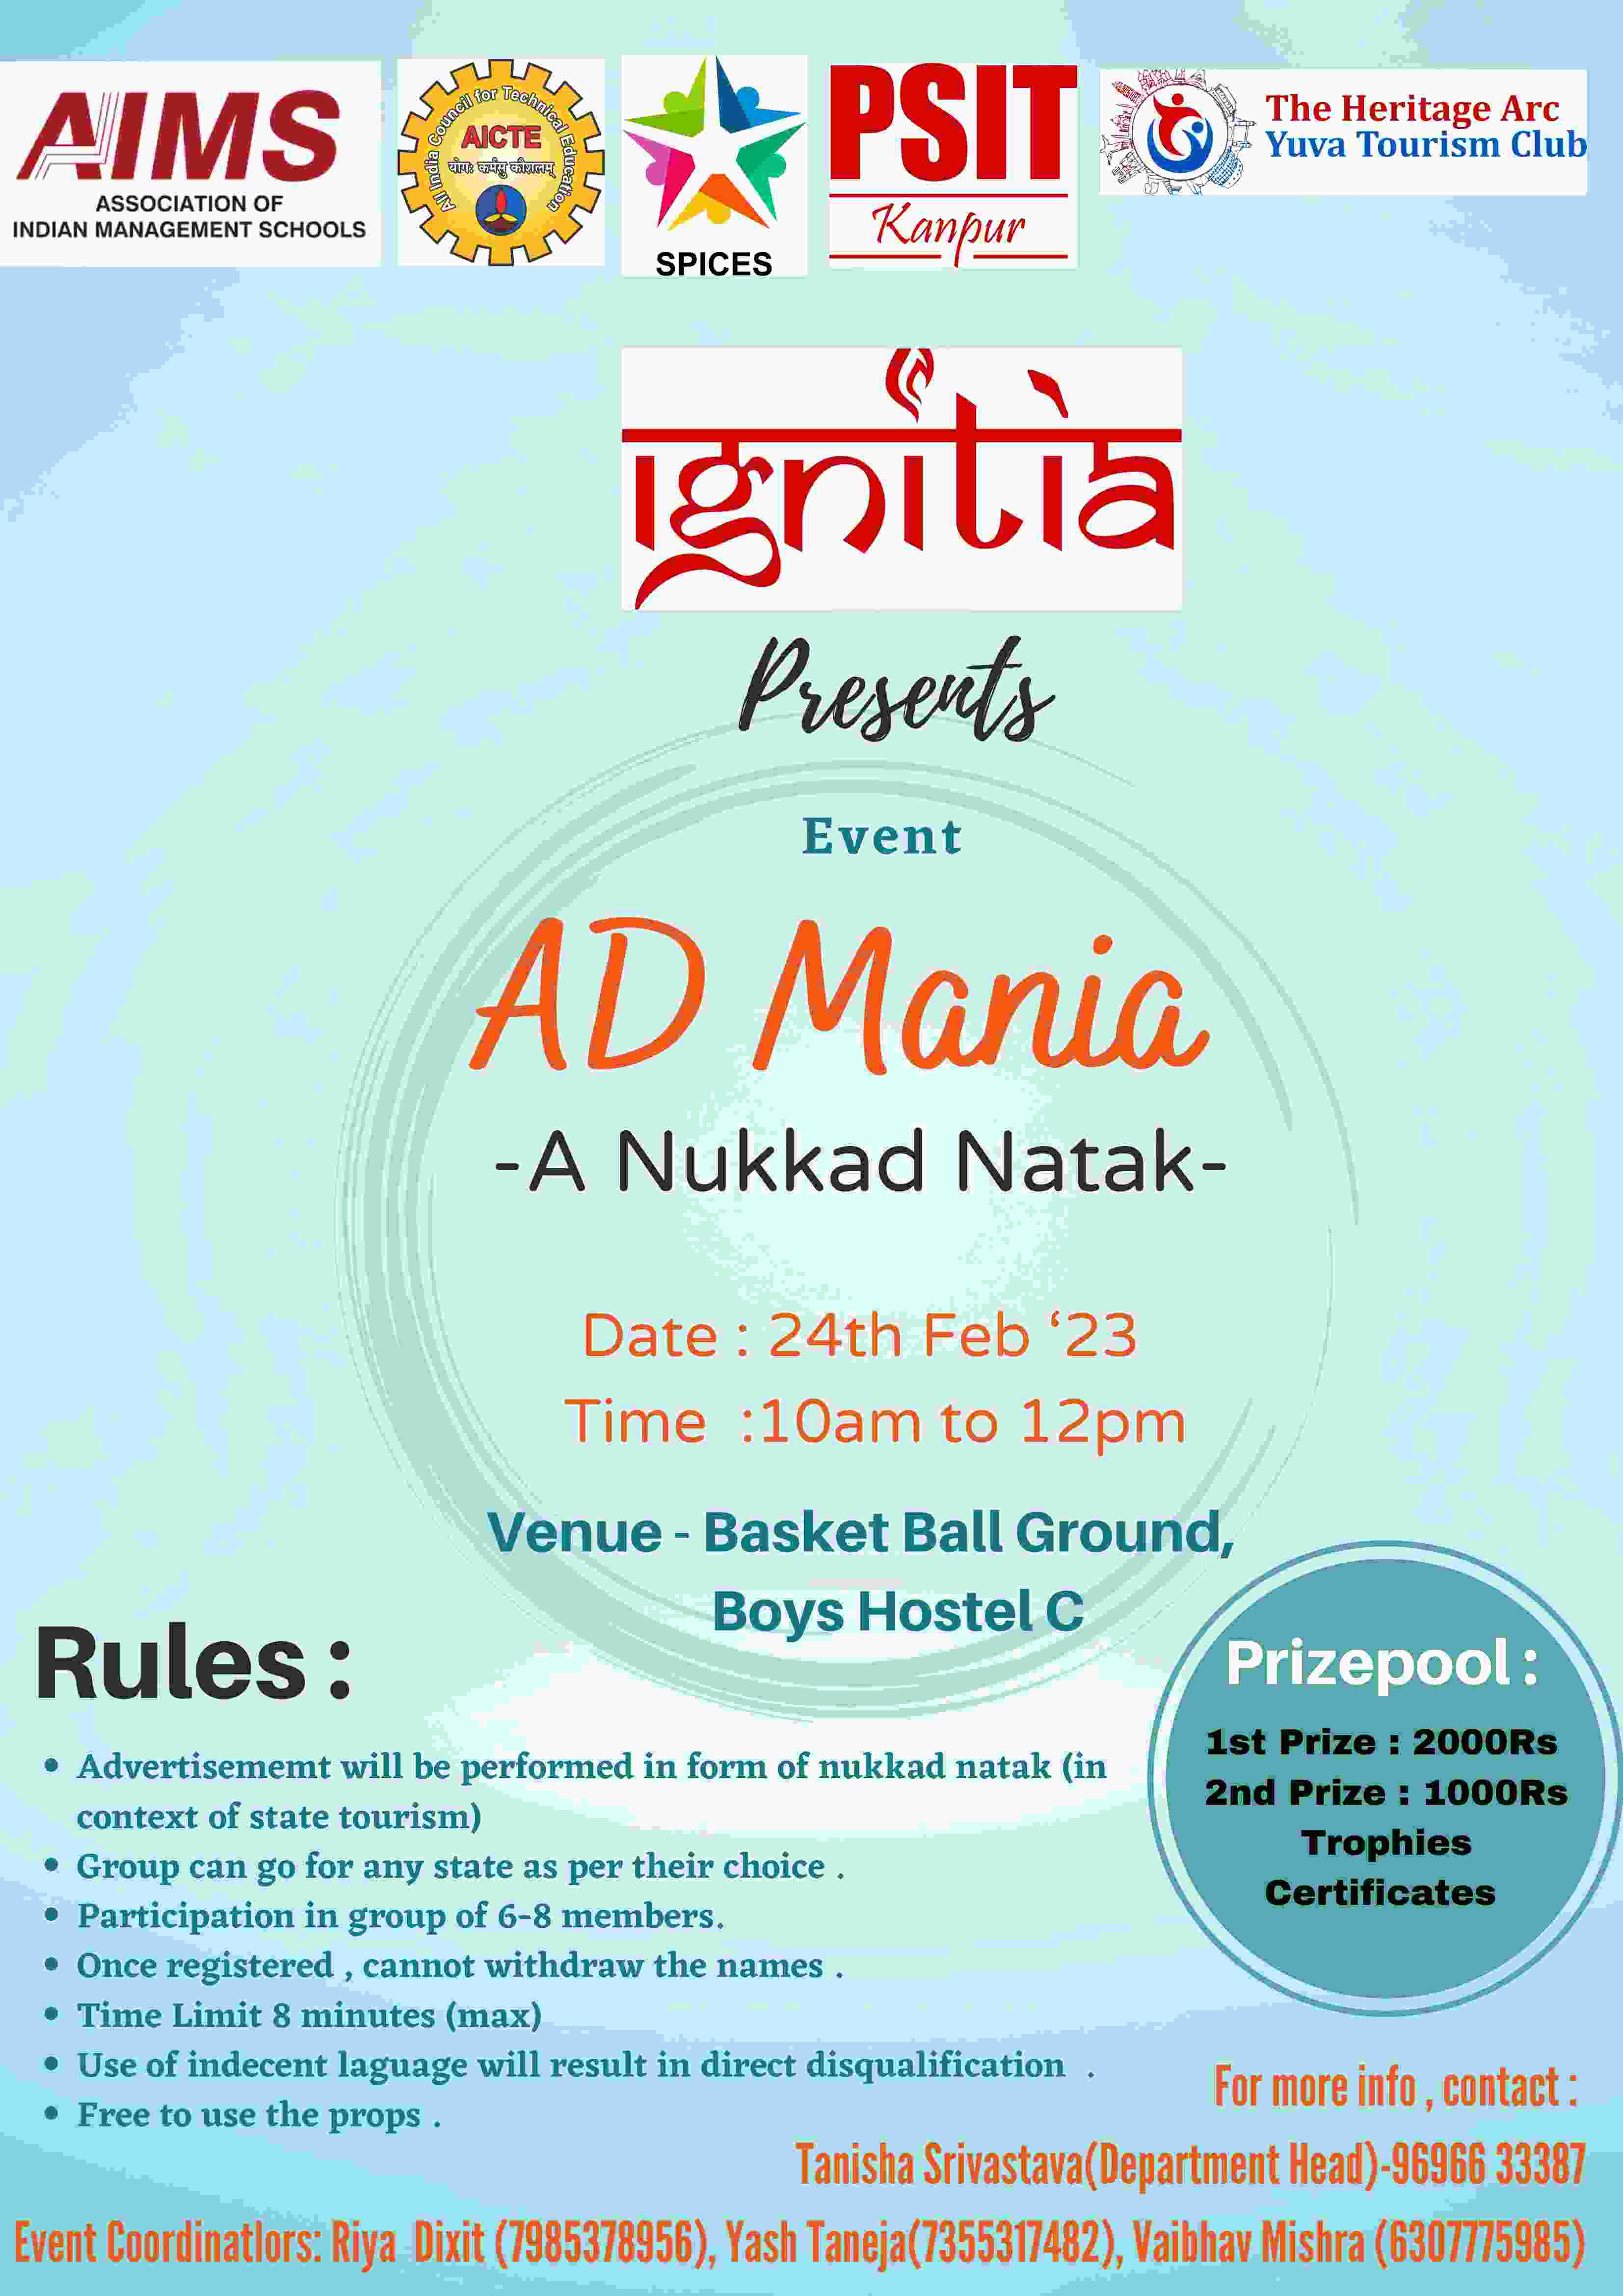 AIMS
ASSOCIATION OF
INDIAN MANAGEMENT SCHOOLS
All India Council for Technical Education
AICTE
योगः कर्मसु कौशलम्
SPICES
PSIT
Kanpur
The Heritage Arc
Yuva Tourism Club
ignitia
Presents
Event
AD Mania
-A Nukkad Natak-
Date : 24th Feb ‘23
Time :10am to 12pm
Venue - Basket Ball Ground,
Boys Hostel C
Rules :
• Advertisememt will be performed in form of nukkad natak (in
context of state tourism)
• Group can go for any state as per their choice .
• Participation in group of 6-8 members.
• Once registered , cannot withdraw the names .
• Time Limit 8 minutes (max)
• Use of indecent laguage will result in direct disqualification .
• Free to use the props .
Prizepool :
1st Prize : 2000Rs
2nd Prize : 1000Rs
Trophies
Certificates
For more info , contact :
Tanisha Srivastava(Department Head)-96966 33387
Event Coordinatlors: Riya Dixit (7985378956), Yash Taneja(7355317482), Vaibhav Mishra (6307775985)